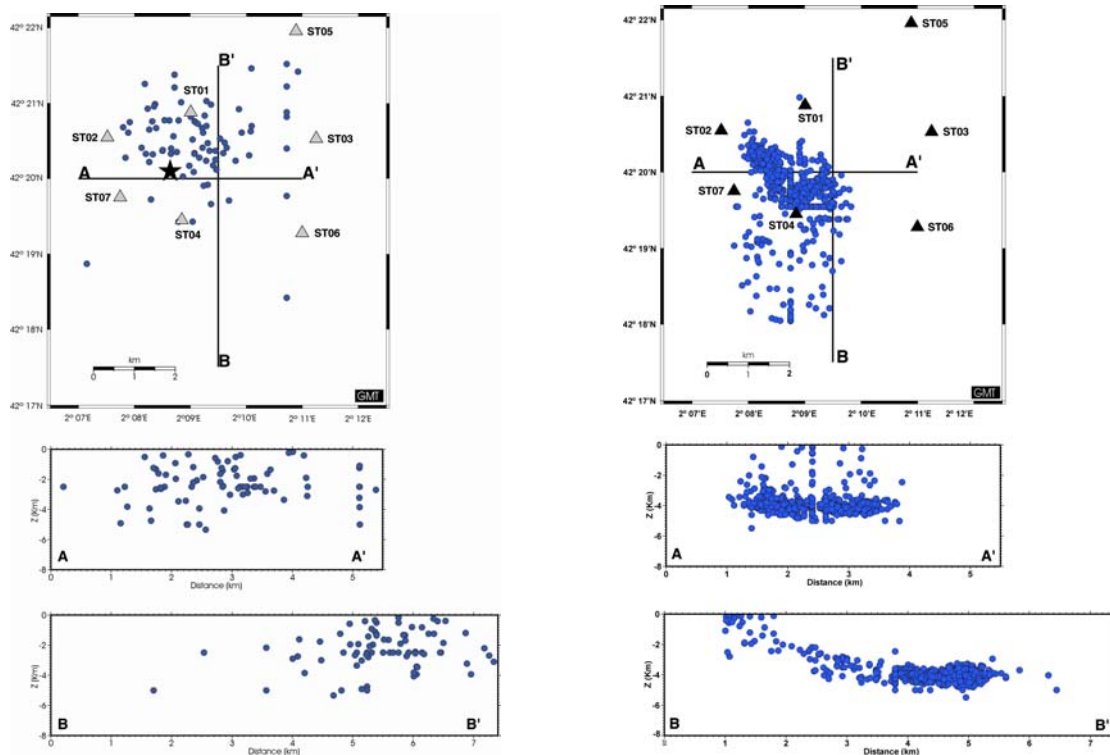 42° 22'N
ST05
B'
42° 21'N
ST01
ST02
ST03
A
A'
42° 20'N
ST07
ST04
ST06
42° 19'N
42° 18'N
km
B
0 1 2
GMT
42° 17'N
2° 07'E 2° 08'E 2° 09'E 2° 10'E 2° 11'E 2° 12'E
0
-2
Z (Km)
-4
-6
A A'
-8
0 1 2 3 4 5
Distance (km)
0
-2
Z (Km)
-4
-6
B B'
-8
0 1 2 3 4 5 6 7
Distance (km)
42° 22'N
ST05
B'
42° 21'N
ST01
ST02
ST03
A
A'
42° 20'N
ST07
ST04
ST06
42° 19'N
42° 18'N
km
B
0 1 2
GMT
42° 17'N
2° 07'E 2° 08'E 2° 09'E 2° 10'E 2° 11'E 2° 12'E
0
-2
Z (Km)
-4
-6
A A'
-8
0 1 2 3 4 5
Distance (km)
0
-2
Z (Km)
-4
-6
B B'
-8
0 1 2 3 4 5 6 7
Distance (km)